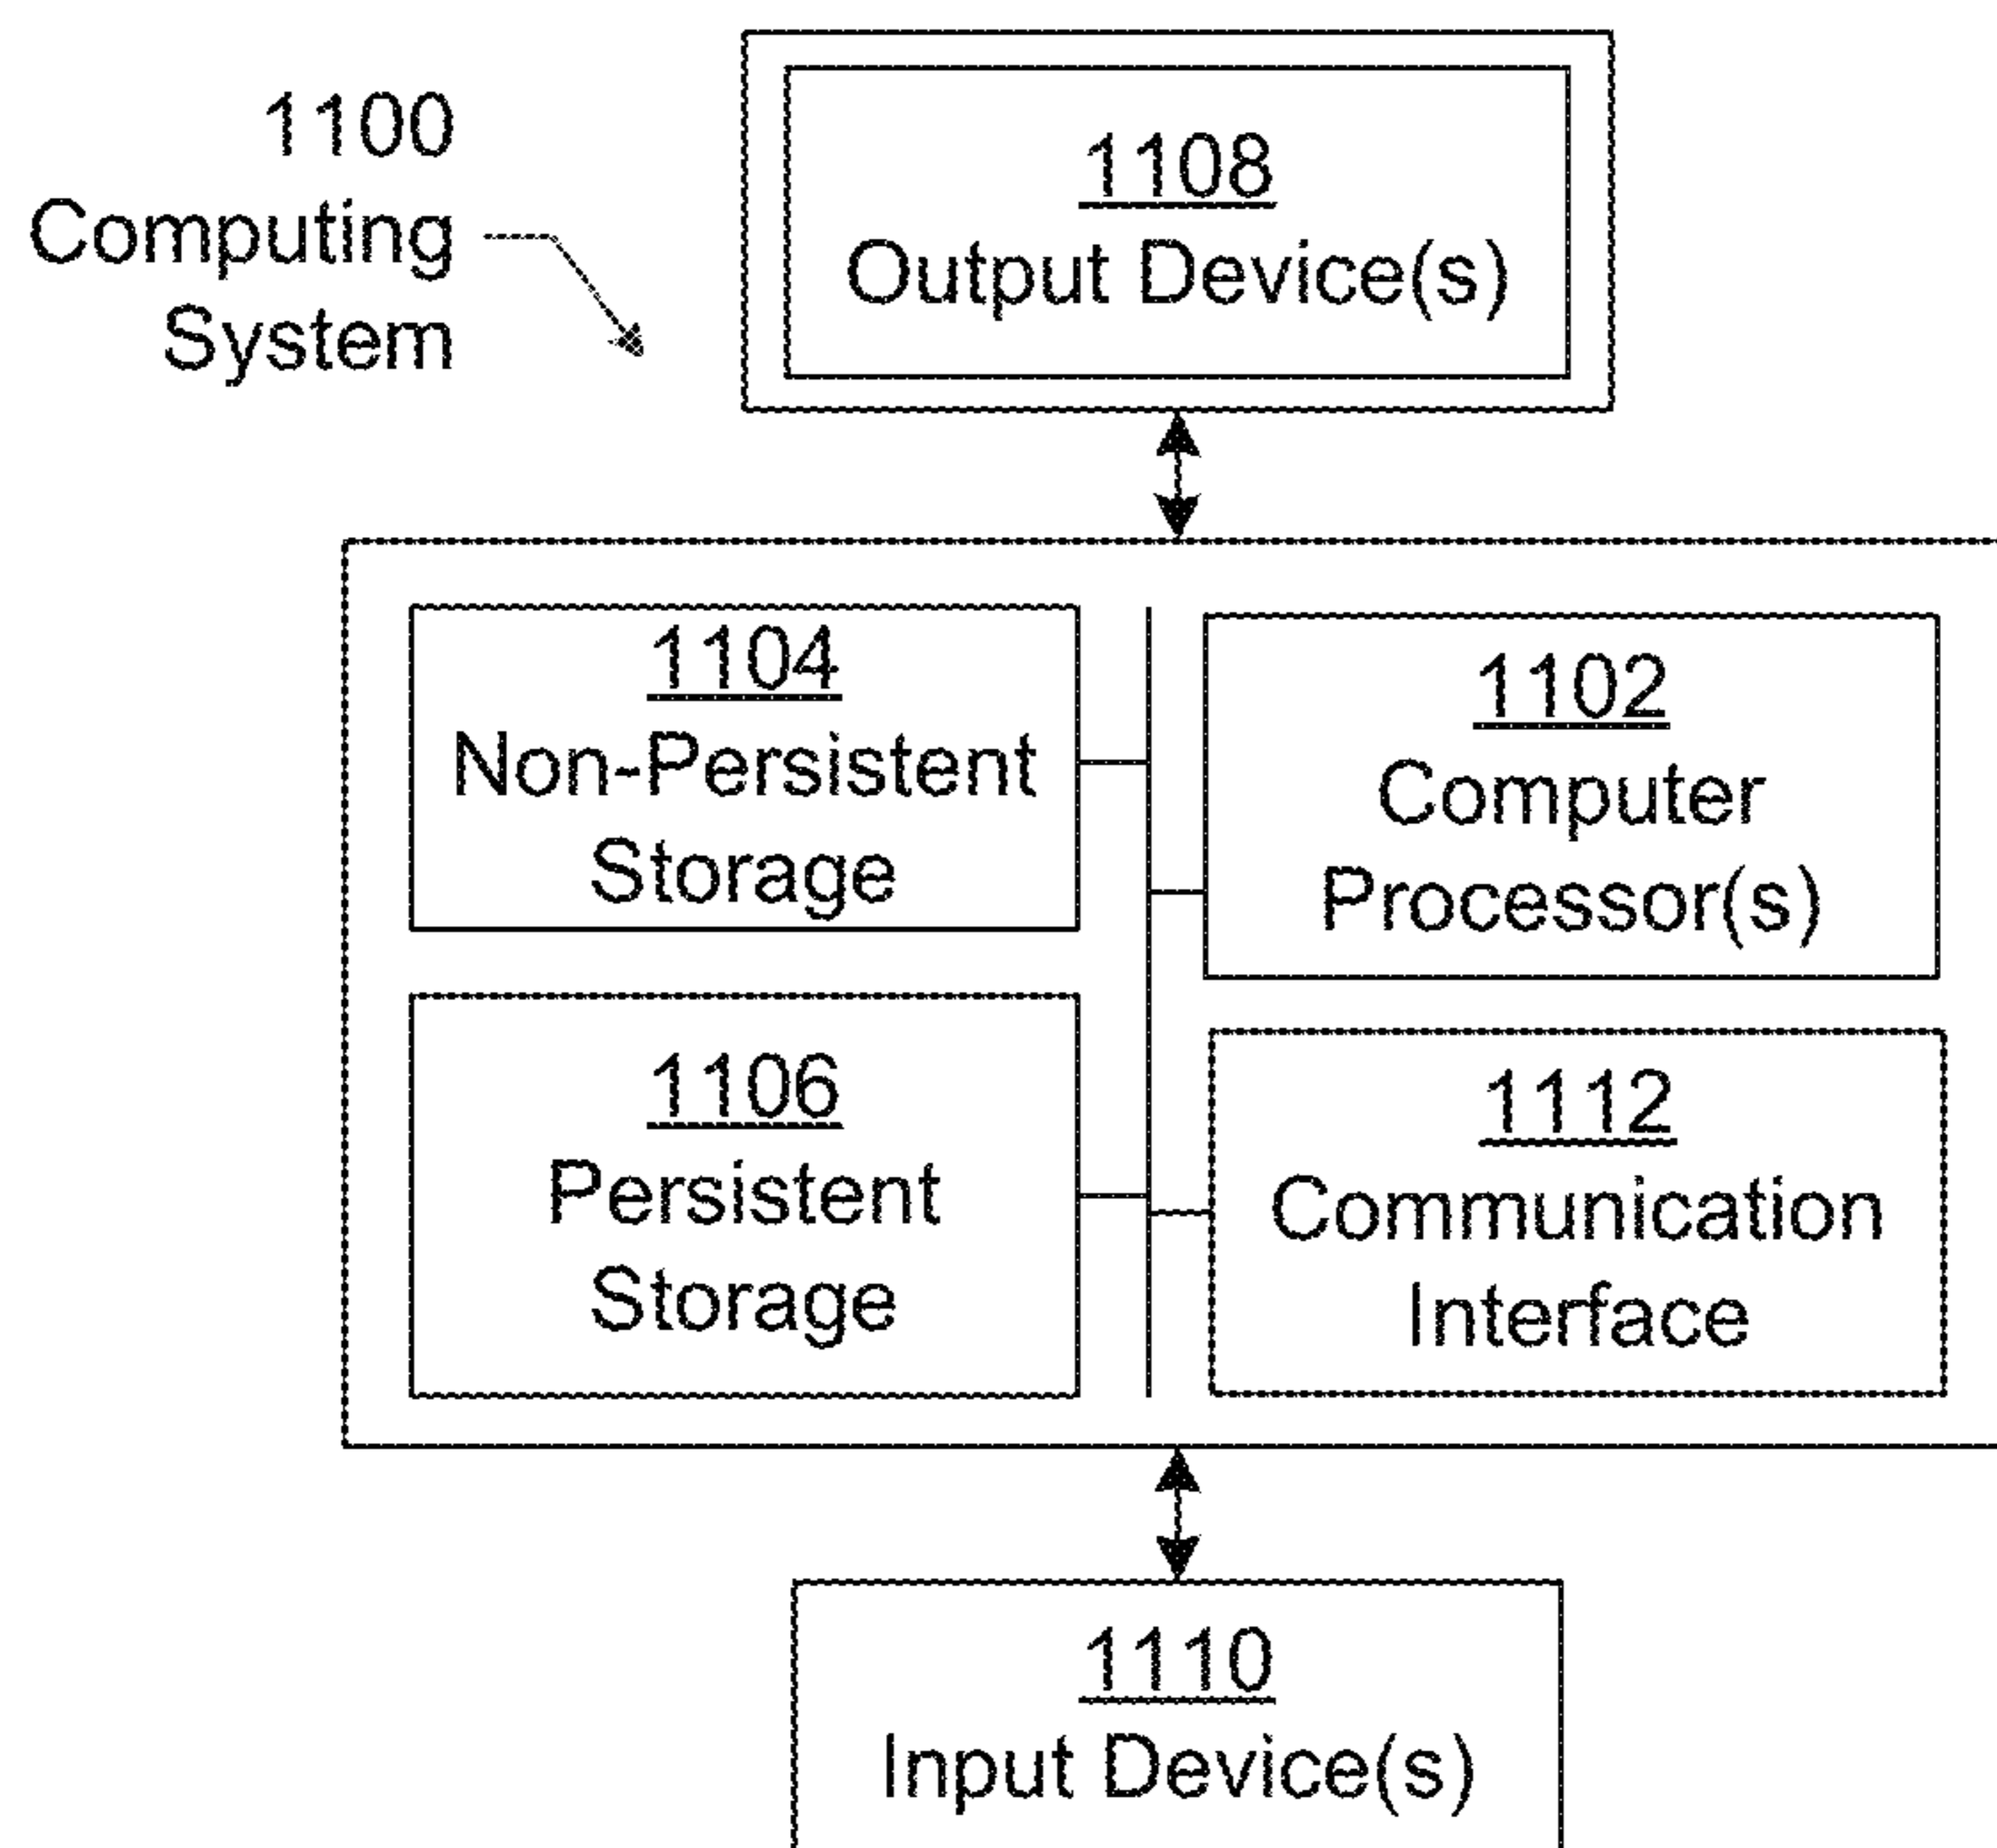 1100
Computing
System
1108
Output Device(s)
1104
Non-Persistent
Storage
1102
Computer
Processor(s)
1106
Persistent
Storage
1112
Communication
Interface
1110
Input Device(s)